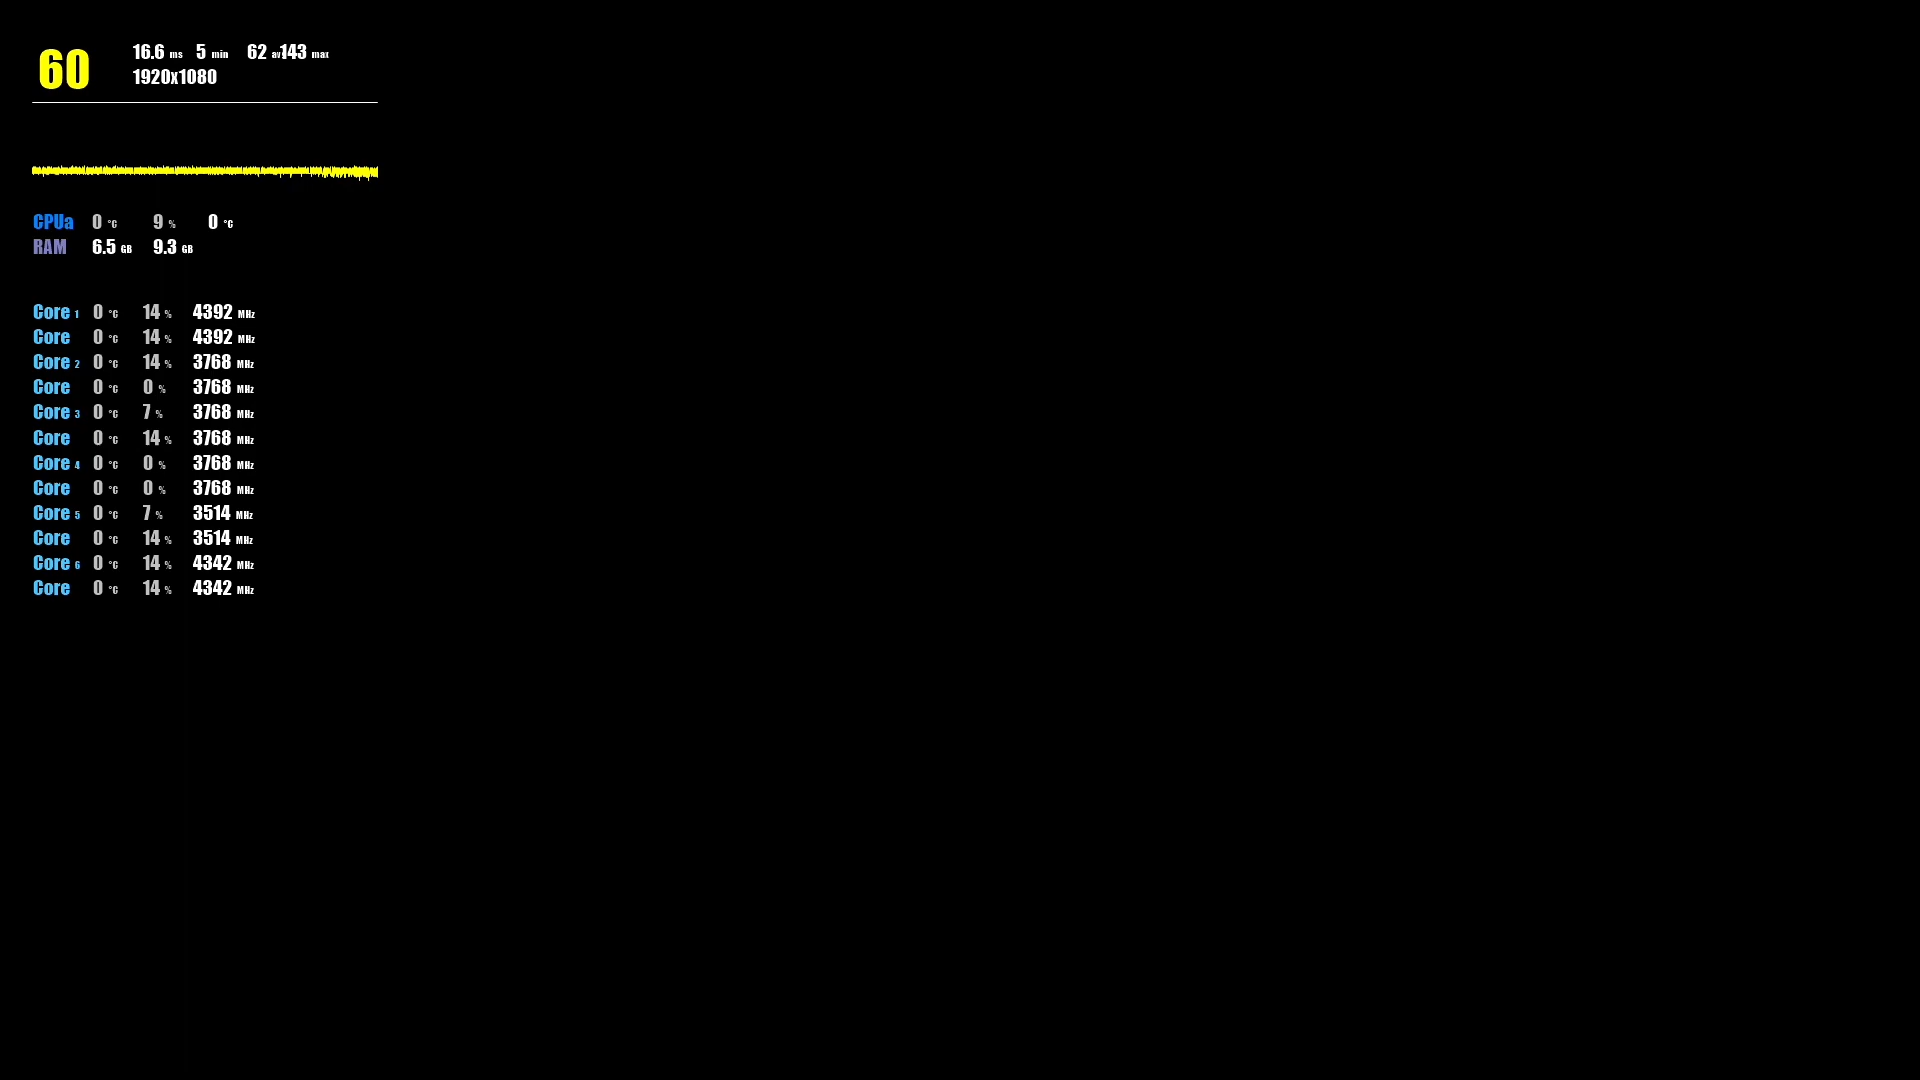 60 16.6 ms 5 min 62 av 143 max
1920x1080
CPUa 0 °C 9 % 0 °C
RAM 6.5 GB 9.3 GB
Core 1 0 °C 14 % 4392 MHz
Core 0 °C 14 % 4392 MHz
Core 2 0 °C 14 % 3768 MHz
Core 0 °C 0 % 3768 MHz
Core 3 0 °C 7 % 3768 MHz
Core 0 °C 14 % 3768 MHz
Core 4 0 °C 0 % 3768 MHz
Core 0 °C 0 % 3768 MHz
Core 5 0 °C 7 % 3514 MHz
Core 0 °C 14 % 3514 MHz
Core 6 0 °C 14 % 4342 MHz
Core 0 °C 14 % 4342 MHz